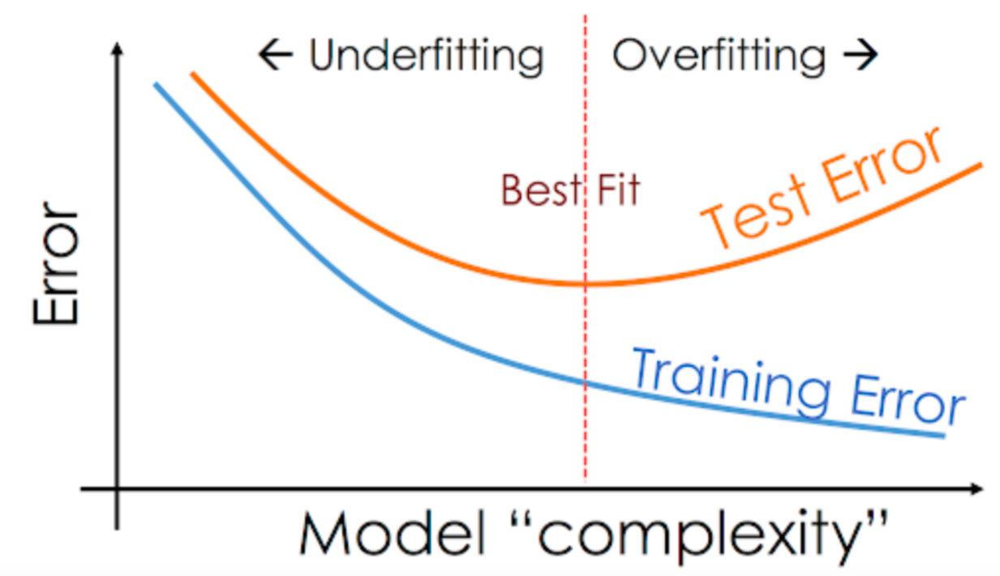 ← Underfitting
Overfitting →
Best Fit
Test Error
Training Error
Error
Model “complexity”